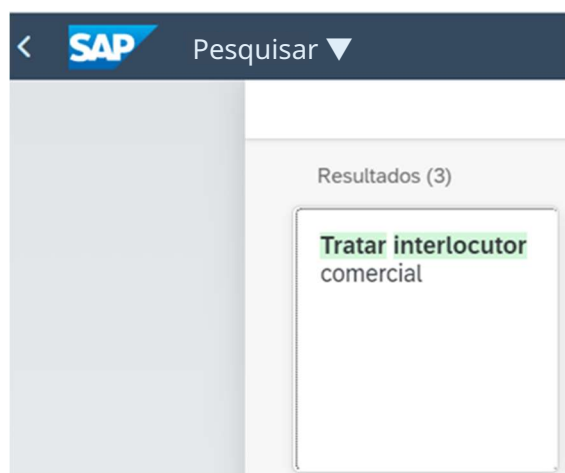 SAP Pesquisar
Resultados (3)
Tratar interlocutor
comercial